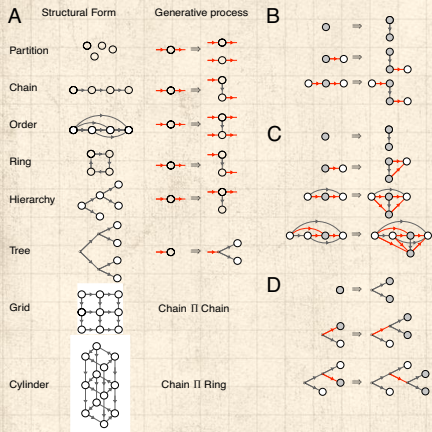 A Structural Form Generative process B
Partition
Chain
Order
C
Ring
Hierarchy
Tree
D
Grid Chain Π Chain
Cylinder Chain Π Ring